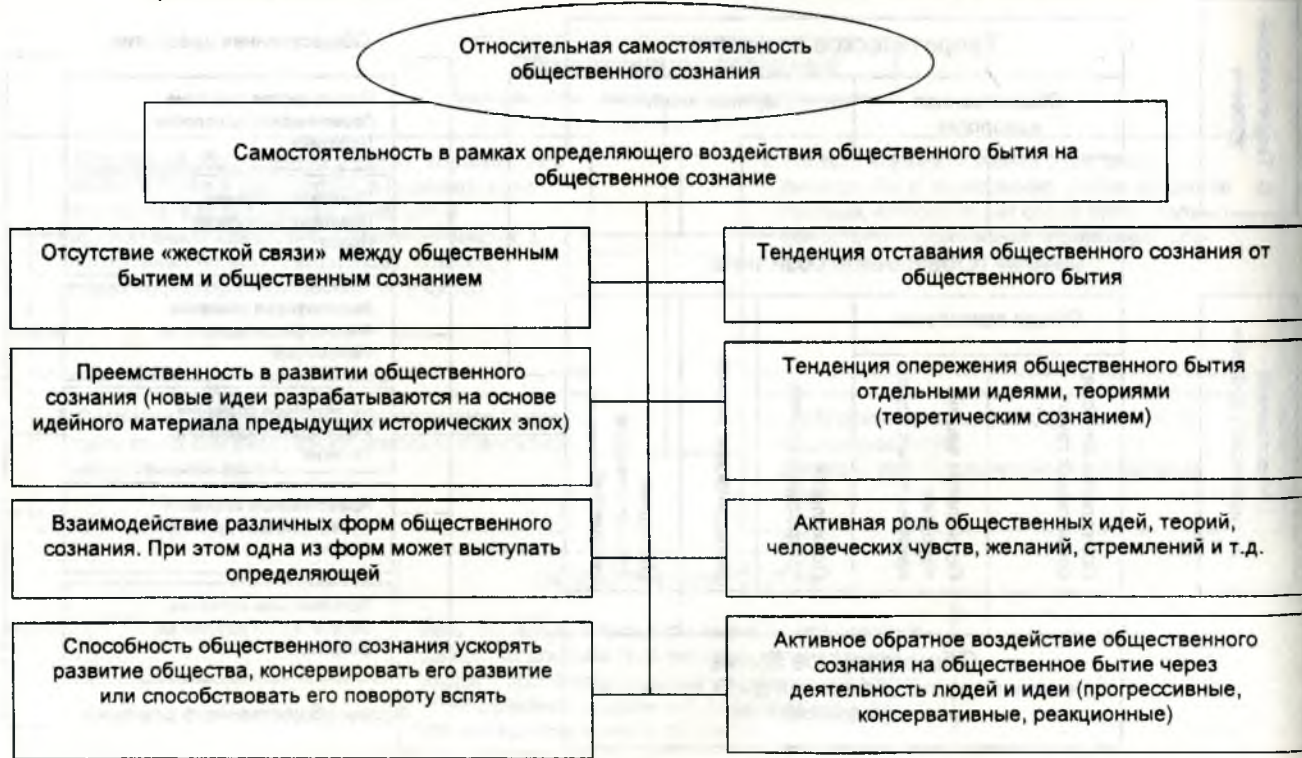 Относительная самостоятельность
общественного сознания
Самостоятельность в рамках определяющего воздействия общественного бытия на
общественное сознание
Отсутствие «жесткой связи» между общественным
бытием и общественным сознанием
Тенденция отставания общественного сознания от
общественного бытия
Преемственность в развитии общественного
сознания (новые идеи разрабатываются на основе
идейного материала предыдущих исторических эпох)
Тенденция опережения общественного бытия
отдельными идеями, теориями
(теоретическим сознанием)
Взаимодействие различных форм общественного
сознания. При этом одна из форм может выступать
определяющей
Активная роль общественных идей, теорий,
человеческих чувств, желаний, стремлений и т.д.
Способность общественного сознания ускорять
развитие общества, консервировать его развитие
или способствовать его повороту вспять
Активное обратное воздействие общественного
сознания на общественное бытие через
деятельность людей и идеи (прогрессивные,
консервативные, реакционные)